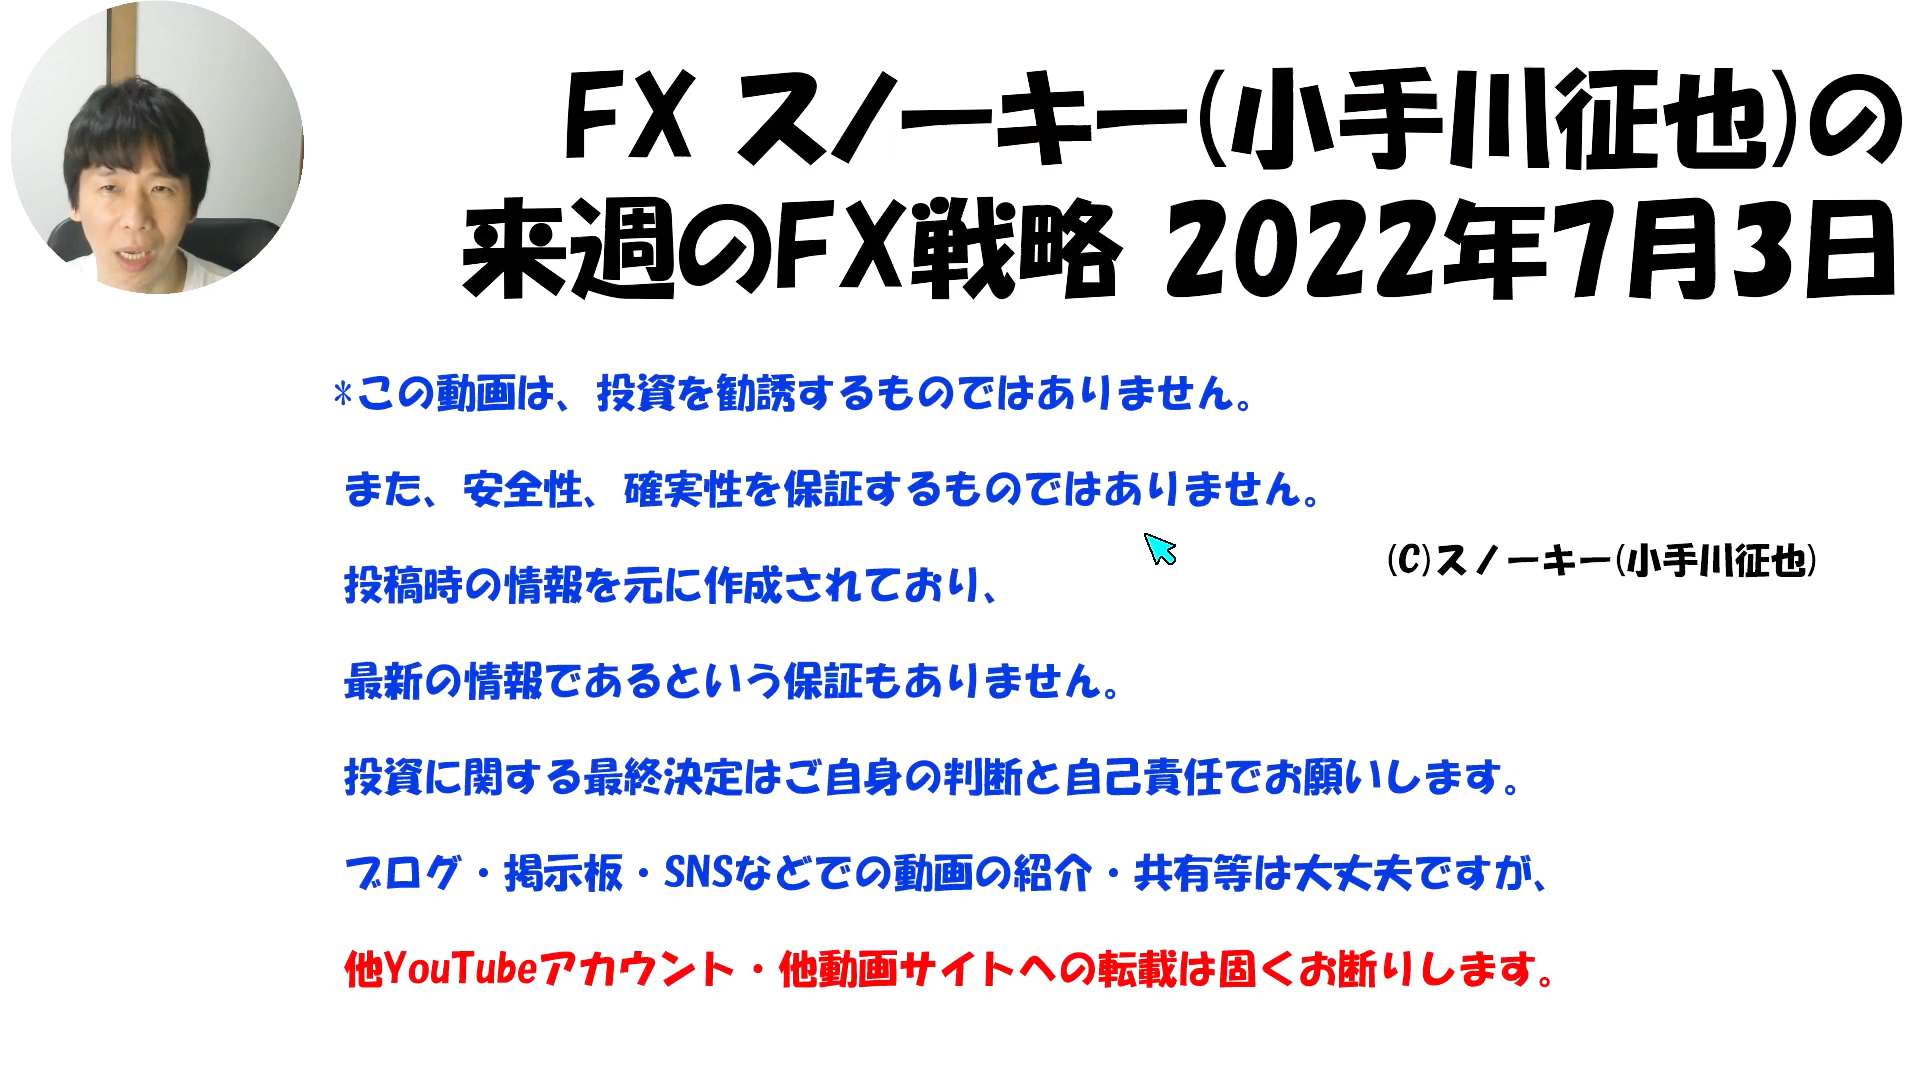 FX スノーキー(小手川征也)の
来週のFX戦略 2022年7月3日
*この動画は、投資を勧誘するものではありません。
また、安全性、確実性を保証するものではありません。
(C)スノーキー(小手川征也)
投稿時の情報を元に作成されており、
最新の情報であるという保証もありません。
投資に関する最終決定はご自身の判断と自己責任でお願いします。
ブログ・掲示板・SNSなどでの動画の紹介・共有等は大丈夫ですが、
他YouTubeアカウント・他動画サイトへの転載は固くお断りします。